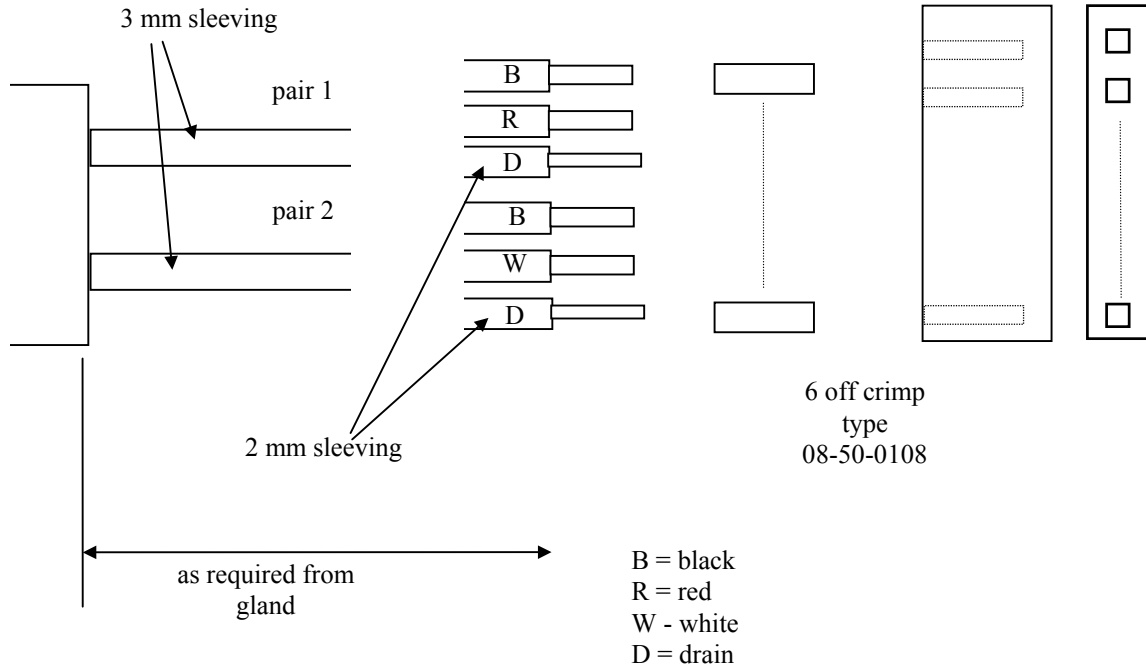 3 mm sleeving
pair 1
B
R
D
pair 2
B
W
D
2 mm sleeving
6 off crimp
type
08-50-0108
as required from
gland
B = black
R = red
W - white
D = drain